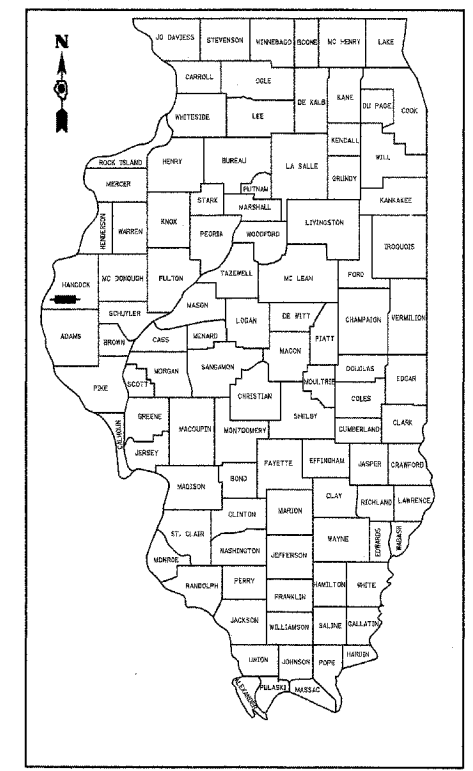 N
JO DAVIESS
STEVENSON
WINNEBAGO
BOONE
MC HENRY
LAKE
CARROLL
OGLE
DE KALB
KANE
DU PAGE
COOK
WHITESIDE
LEE
KENDALL
WILL
ROCK ISLAND
HENRY
BUREAU
LA SALLE
GRUNDY
MERCER
PUTNAM
STARK
MARSHALL
KANKAKEE
HENDERSON
WARREN
KNOX
PEORIA
WOODFORD
LIVINGSTON
IROQUOIS
HANCOCK
MC DONOUGH
FULTON
TAZEWELL
MC LEAN
FORD
MASON
SCHUYLER
LOGAN
DE WITT
CHAMPAION
VERMILION
ADAMS
BROWN
CASS
MENARD
MACON
PIATT
MORGAN
SANGAMON
DOUGLAS
EDGAR
PIKE
SCOTT
CHRISTIAN
MOULTRIE
COLES
SHELBY
GREENE
MACOUPIN
MONTGOMERY
CUMBERLAND
CLARK
CALHOUN
JERSEY
FAYETTE
EFFINGHAM
JASPER
CRAWFORD
MADISON
BOND
CLAY
RICHLAND
LAWRENCE
CLINTON
MARION
ST. CLAIR
WAYNE
EDWARDS
WABASH
MONROE
WASHINGTON
JEFFERSON
RANDOLPH
PERRY
HAMILTON
WHITE
FRANKLIN
JACKSON
WILLIAMSON
SALINE
GALLATIN
UNION
JOHNSON
POPE
HARDIN
ALEXANDER
PULASKI
MASSAC